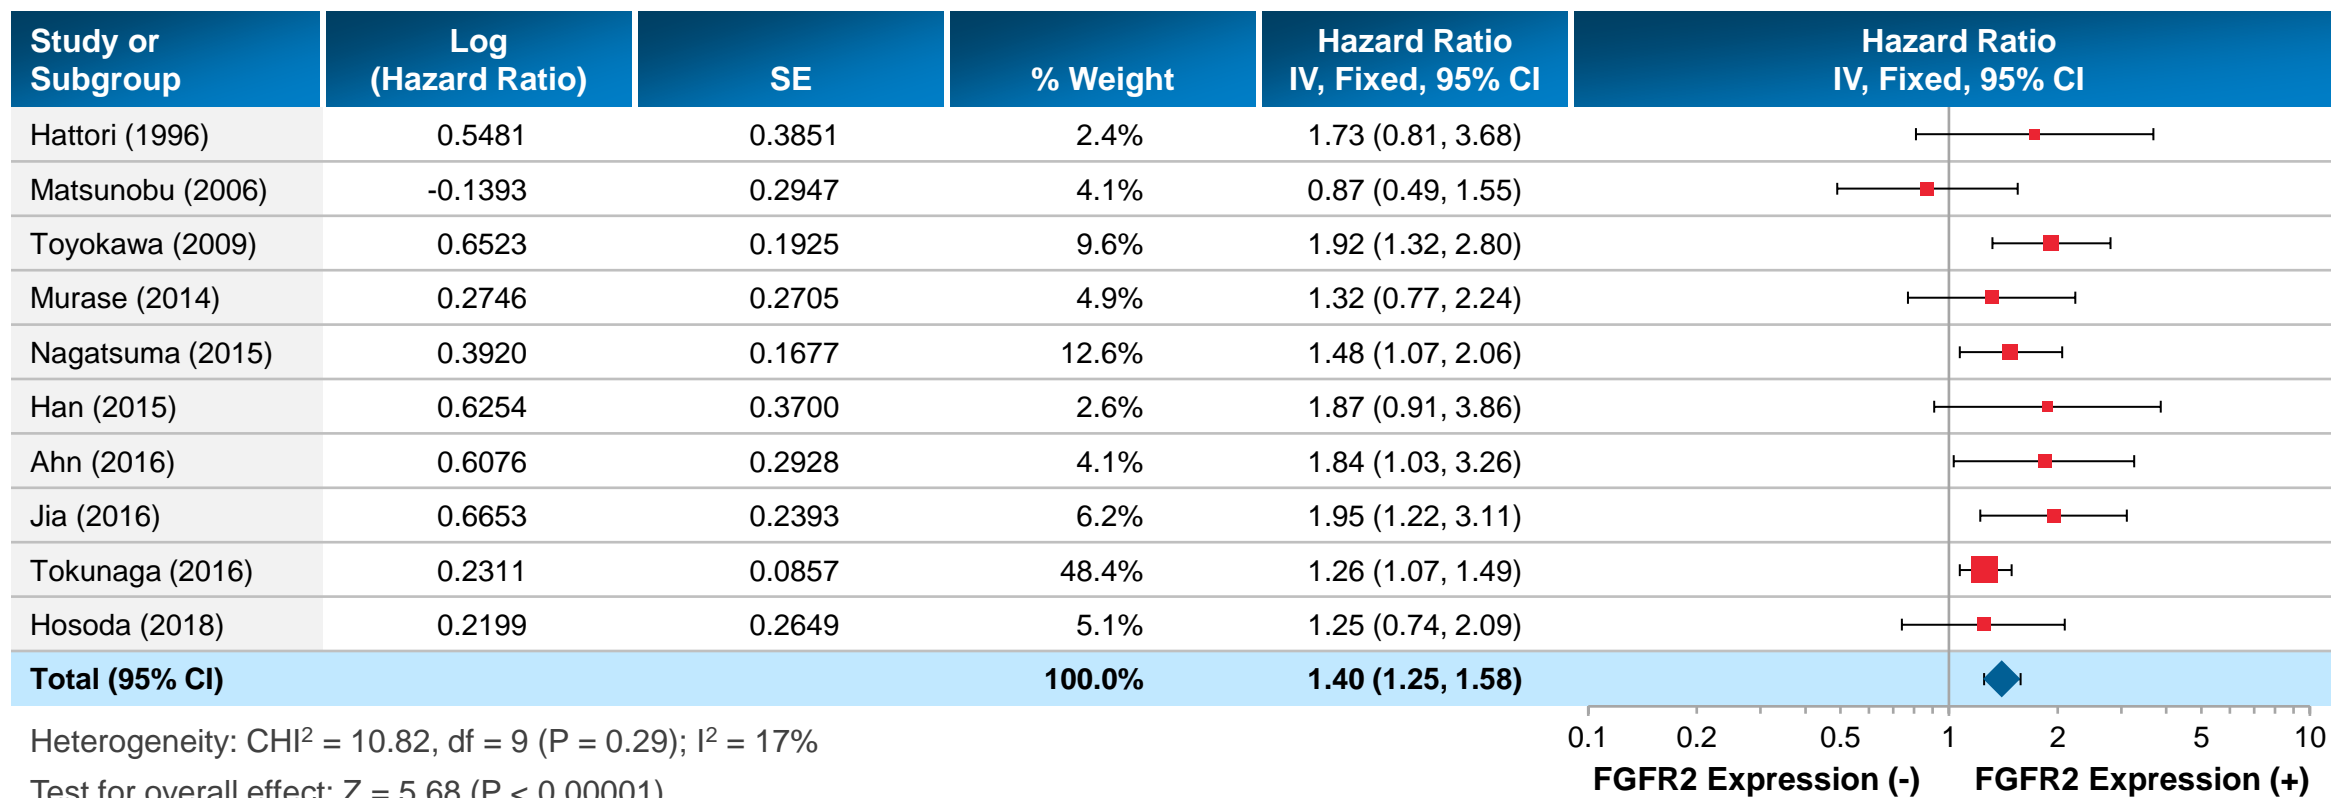 Study or Subgroup | Log (Hazard Ratio) | SE | % Weight | Hazard Ratio IV, Fixed, 95% CI | Hazard Ratio IV, Fixed, 95% CI
Hattori (1996) 0.5481 0.3851 2.4% 1.73 (0.81, 3.68)
Matsunobu (2006) -0.1393 0.2947 4.1% 0.87 (0.49, 1.55)
Toyokawa (2009) 0.6523 0.1925 9.6% 1.92 (1.32, 2.80)
Murase (2014) 0.2746 0.2705 4.9% 1.32 (0.77, 2.24)
Nagatsuma (2015) 0.3920 0.1677 12.6% 1.48 (1.07, 2.06)
Han (2015) 0.6254 0.3700 2.6% 1.87 (0.91, 3.86)
Ahn (2016) 0.6076 0.2928 4.1% 1.84 (1.03, 3.26)
Jia (2016) 0.6653 0.2393 6.2% 1.95 (1.22, 3.11)
Tokunaga (2016) 0.2311 0.0857 48.4% 1.26 (1.07, 1.49)
Hosoda (2018) 0.2199 0.2649 5.1% 1.25 (0.74, 2.09)
Total (95% CI) 100.0% 1.40 (1.25, 1.58)
Heterogeneity: CHI² = 10.82, df = 9 (P = 0.29); I² = 17%
Test for overall effect: Z = 5.68 (P < 0.00001)
0.1 0.2 0.5 1 2 5 10
FGFR2 Expression (-) FGFR2 Expression (+)